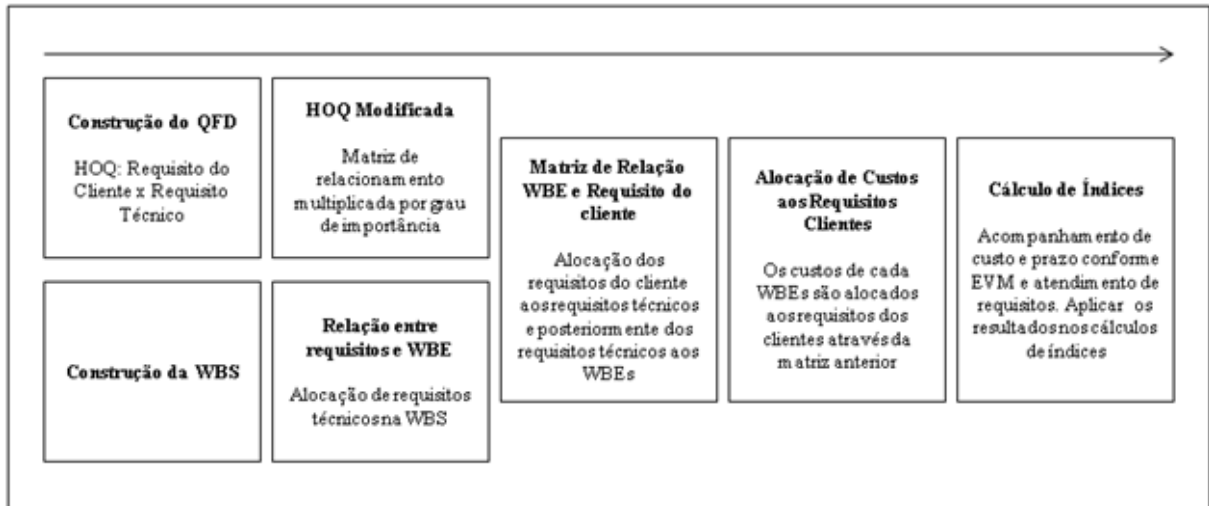 Construção do QFD
HOQ: Requisito do
Cliente x Requisito
Técnico
HOQ Modificada
Matriz de
relacionamento
multiplicada por grau
de importância
Construção da WBS
Relação entre
requisitos e WBE
Alocação de requisitos
técnicos na WBS
Matriz de Relação
WBE e Requisito do
cliente
Alocação dos
requisitos do cliente
aos requisitos técnicos
e posteriormente dos
requisitos técnicos aos
WBEs
Alocação de Custos
aos Requisitos
Clientes
Os custos de cada
WBEs são alocados
aos requisitos dos
clientes através da
matriz anterior
Cálculo de Índices
Acompanhamento de
custo e prazo conforme
EVM e atendimento de
requisitos. Aplicar os
resultados nos cálculos
de índices